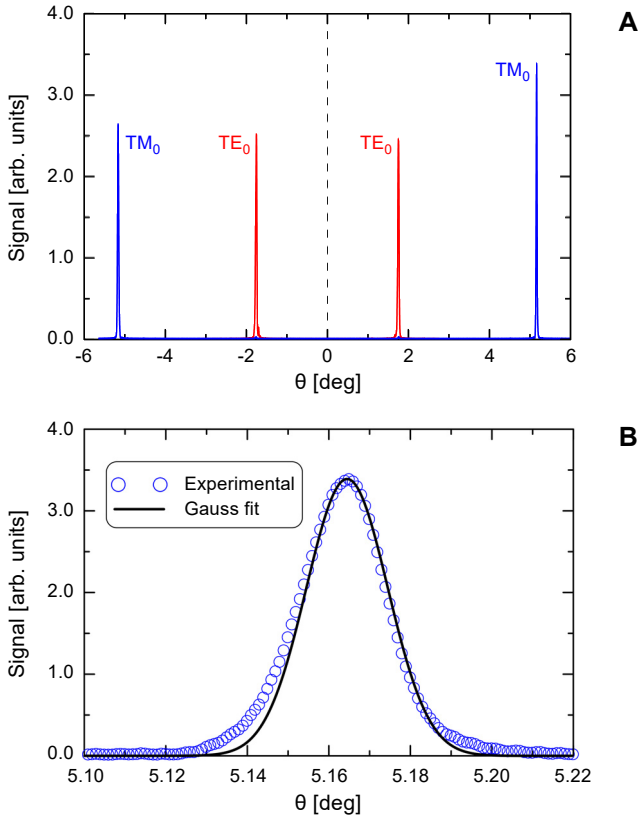 A
4.0
3.0
2.0
1.0
0.0
Signal [arb. units]
TM₀
TE₀
TE₀
TM₀
-6
-4
-2
0
2
4
6
θ [deg]
B
4.0
3.0
2.0
1.0
0.0
Signal [arb. units]
Experimental
Gauss fit
5.10
5.12
5.14
5.16
5.18
5.20
5.22
θ [deg]